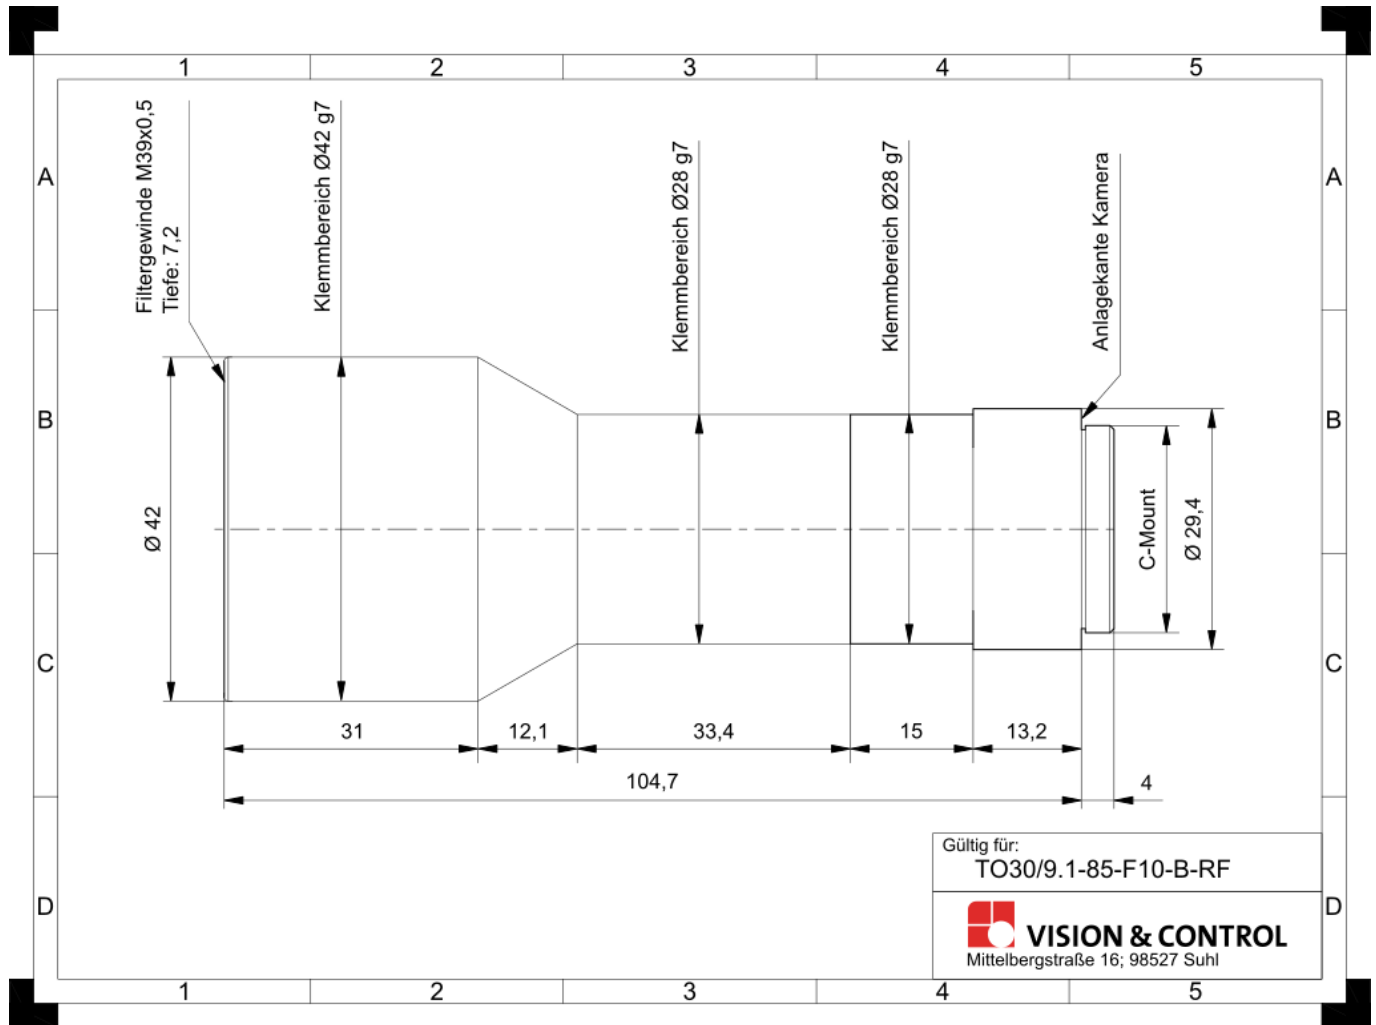 1 2 3 4 5
A A
B B
C C
D D
Filtergewinde M39x0,5
Tiefe: 7,2
Klemmbereich Ø42 g7
Klemmbereich Ø28 g7
Klemmbereich Ø28 g7
Anlagekante Kamera
Ø 42
C-Mount
Ø 29,4
31
12,1
33,4
15
13,2
104,7
4
Gültig für:
TO30/9.1-85-F10-B-RF
VISION & CONTROL
Mittelbergstraße 16; 98527 Suhl
1 2 3 4 5